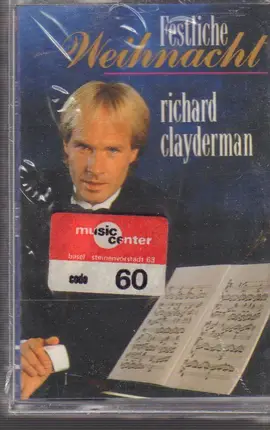 Festliche
Weihnacht
richard
clayderman
music
center
basel steinenvorstadt 63
code 60